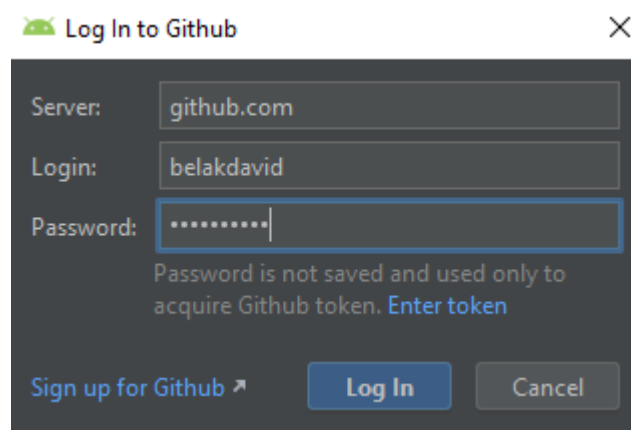 Log In to Github
Server: github.com
Login: belakdavid
Password: ••••••••••
Password is not saved and used only to
acquire Github token. Enter token
Sign up for Github ↗ Log In Cancel